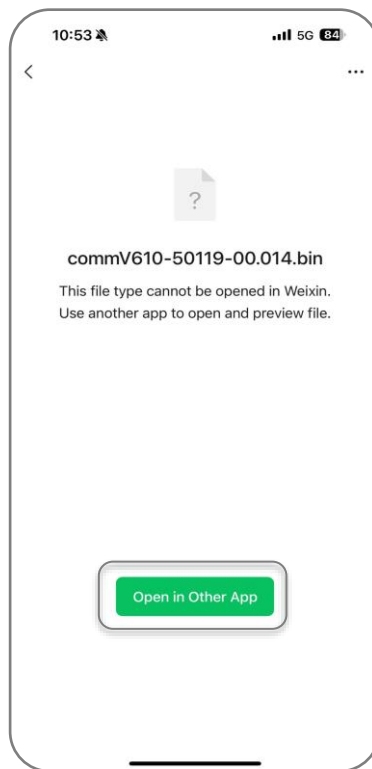 10:53
5G 84
?
commV610-50119-00.014.bin
This file type cannot be opened in Weixin.
Use another app to open and preview file.
Open in Other App